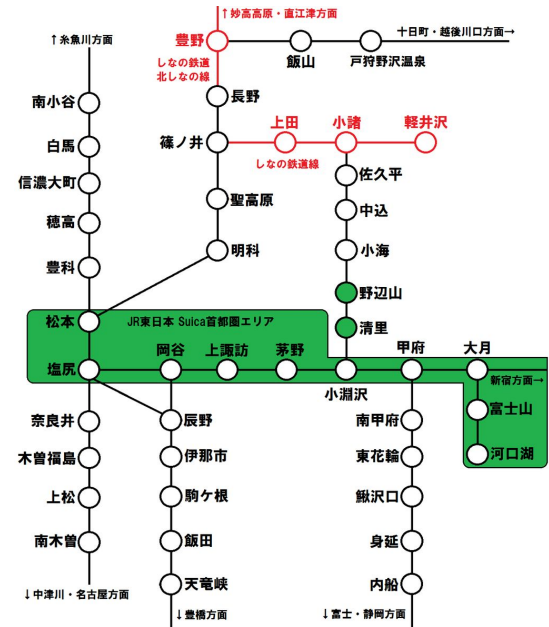 ↑妙高高原・直江津方面
十日町・越後川口方面→
豊野
飯山
戸狩野沢温泉
↑糸魚川方面
しなの鉄道
北しなの線
長野
南小谷
上田
小諸
軽井沢
白馬
篠ノ井
しなの鉄道線
信濃大町
佐久平
聖高原
中込
穂高
明科
小海
豊科
野辺山
松本
JR東日本 Suica首都圏エリア
清里
岡谷
上諏訪
茅野
甲府
大月
塩尻
新宿方面→
小淵沢
富士山
奈良井
辰野
南甲府
木曽福島
伊那市
東花輪
河口湖
上松
駒ケ根
鰍沢口
南木曽
飯田
身延
天竜峡
内船
↓中津川・名古屋方面
↓豊橋方面
↓富士・静岡方面